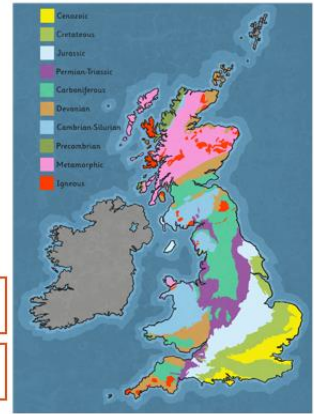 Cenozoic
Cretaceous
Jurassic
Permian-Triassic
Carboniferous
Devonian
Cambrian-Silurian
Precambrian
Metamorphic
Igneous